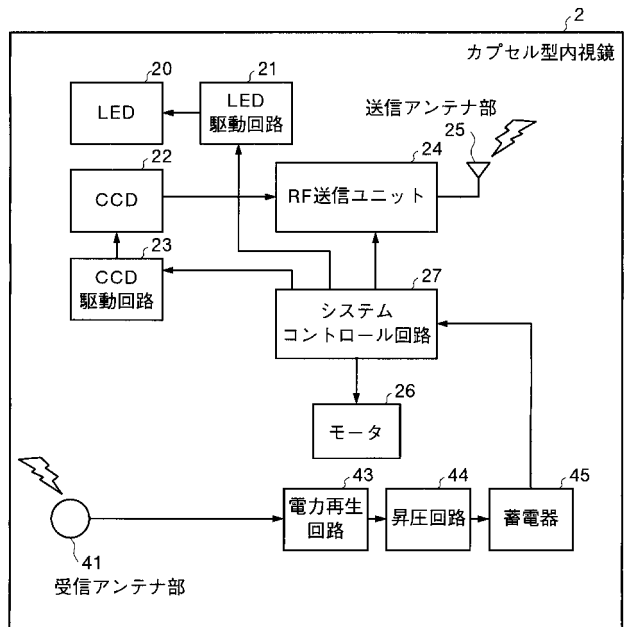 2
カプセル型内視鏡
20
21
LED
LED
駆動回路
送信アンテナ部
25
22
24
CCD
RF送信ユニット
23
CCD
駆動回路
27
システム
コントロール回路
26
モータ
43
44
45
電力再生
回路
昇圧回路
蓄電器
41
受信アンテナ部